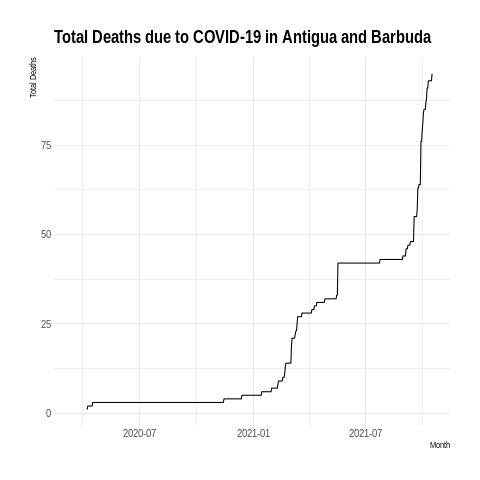 Total Deaths due to COVID-19 in Antigua and Barbuda
Total Deaths
75
50
25
0
2020-07 2021-01 2021-07
Month